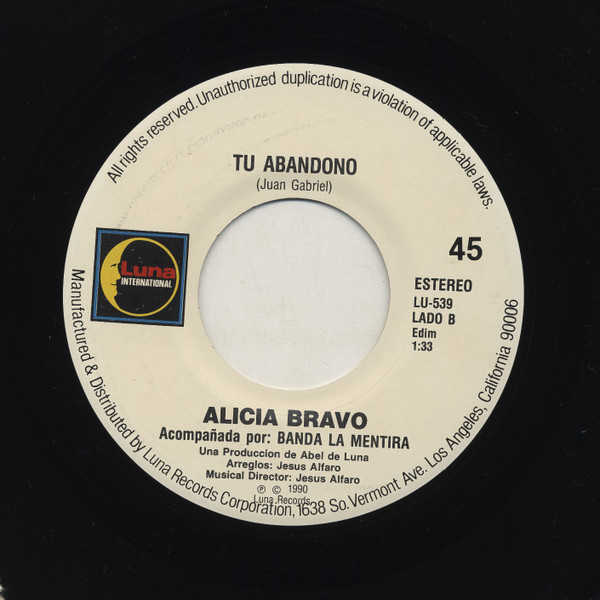 All rights reserved. Unauthorized duplication is a violation of applicable laws.
TU ABANDONO
(Juan Gabriel)
Luna
INTERNATIONAL
45
ESTEREO
LU-539
LADO B
Edim
1:33
ALICIA BRAVO
Acompañada por: BANDA LA MENTIRA
Una Produccion de Abel de Luna
Arreglos: Jesus Alfaro
Musical Director: Jesus Alfaro
℗ © 1990
Luna Records
Manufactured & Distributed by Luna Records Corporation, 1638 So. Vermont Ave. Los Angeles, California 90006